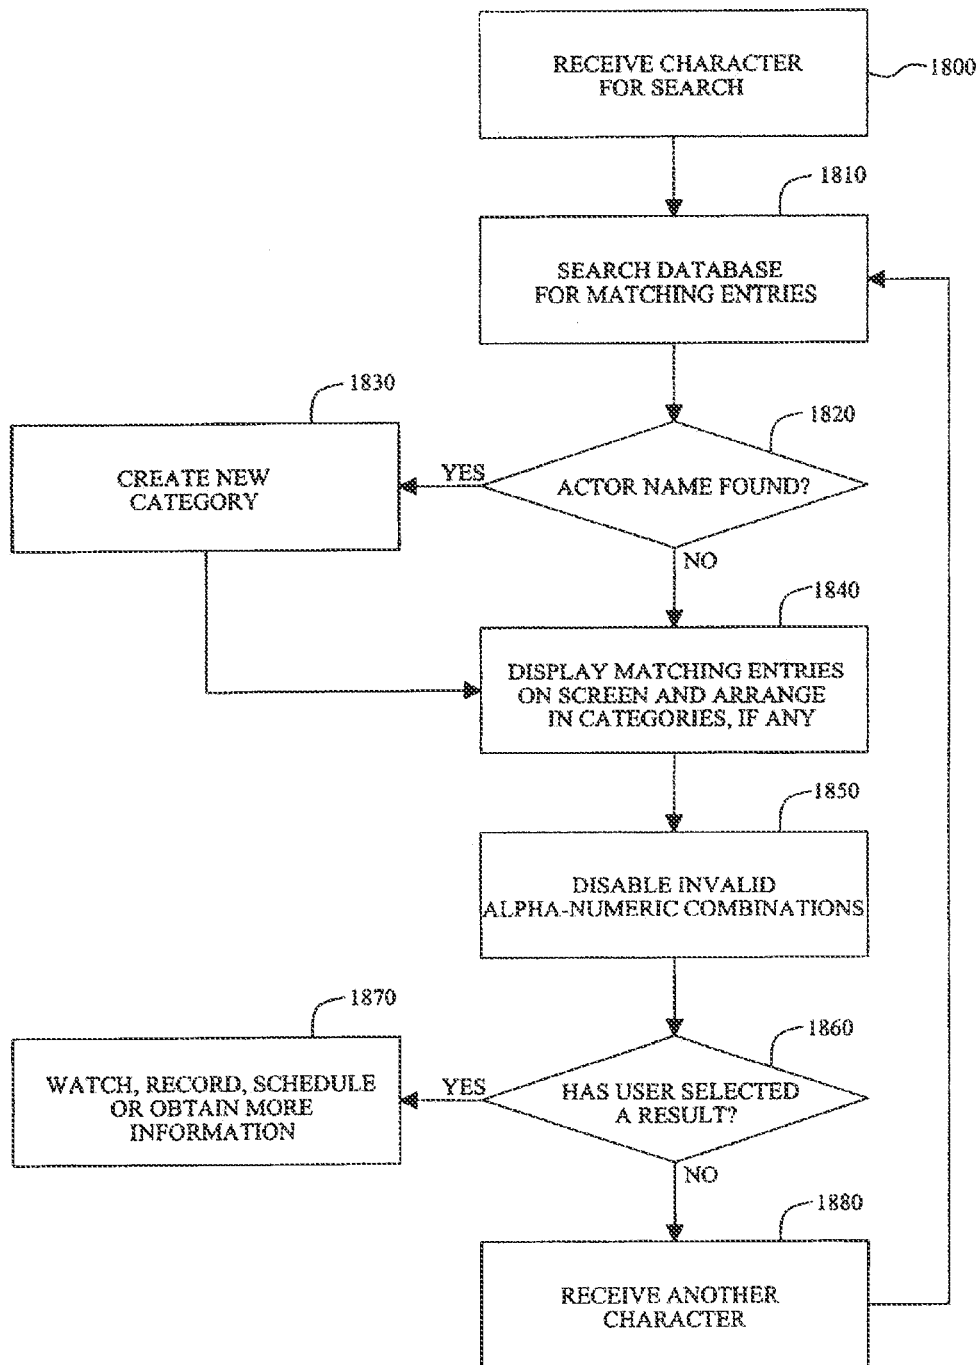 RECEIVE CHARACTER
FOR SEARCH
1800
1810
SEARCH DATABASE
FOR MATCHING ENTRIES
1830
CREATE NEW
CATEGORY
YES
1820
ACTOR NAME FOUND?
NO
1840
DISPLAY MATCHING ENTRIES
ON SCREEN AND ARRANGE
IN CATEGORIES, IF ANY
1850
DISABLE INVALID
ALPHA-NUMERIC COMBINATIONS
1870
WATCH, RECORD, SCHEDULE
OR OBTAIN MORE
INFORMATION
YES
1860
HAS USER SELECTED
A RESULT?
NO
1880
RECEIVE ANOTHER
CHARACTER